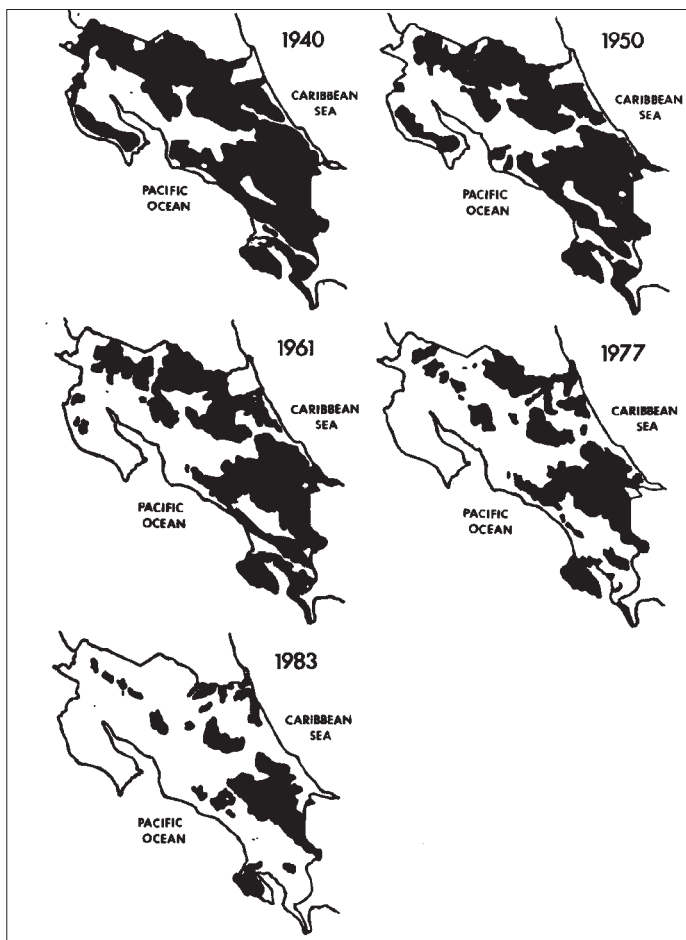 1940
CARIBBEAN
SEA
PACIFIC
OCEAN
1950
CARIBBEAN
SEA
PACIFIC
OCEAN
1961
CARIBBEAN
SEA
PACIFIC
OCEAN
1977
CARIBBEAN
SEA
PACIFIC
OCEAN
1983
CARIBBEAN
SEA
PACIFIC
OCEAN